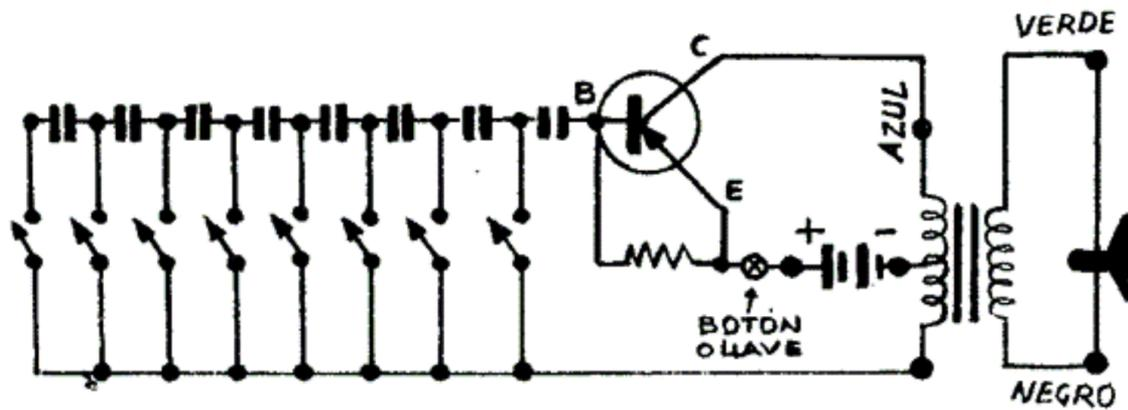 VERDE
C
B
AZUL
E
+ -
BOTON
O LLAVE
NEGRO